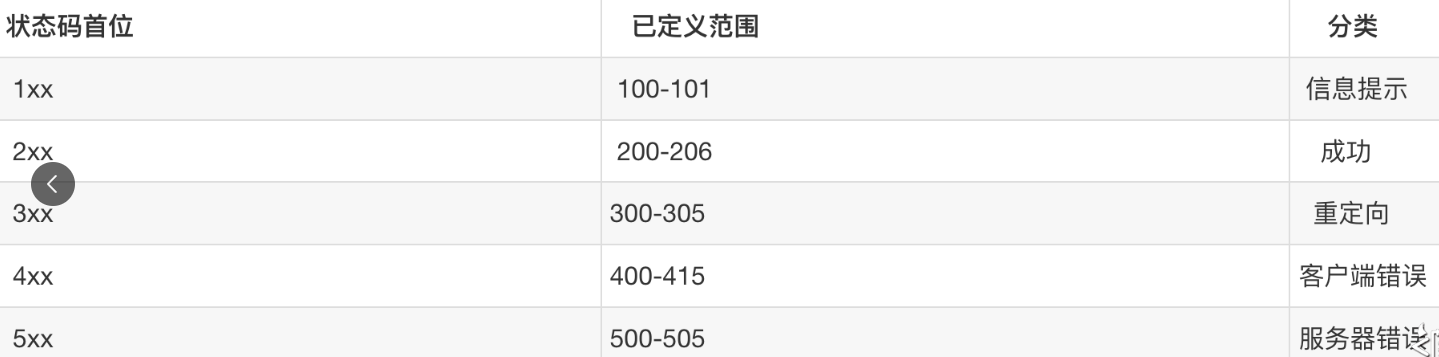 状态码首位 已定义范围 分类
1xx 100-101 信息提示
2xx 200-206 成功
3xx 300-305 重定向
4xx 400-415 客户端错误
5xx 500-505 服务器错误